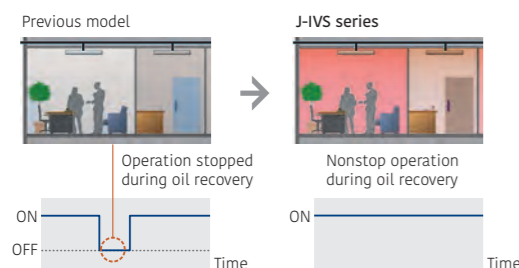 Previous model
J-IVS series
Operation stopped
during oil recovery
Nonstop operation
during oil recovery
ON
OFF
Time
ON
Time